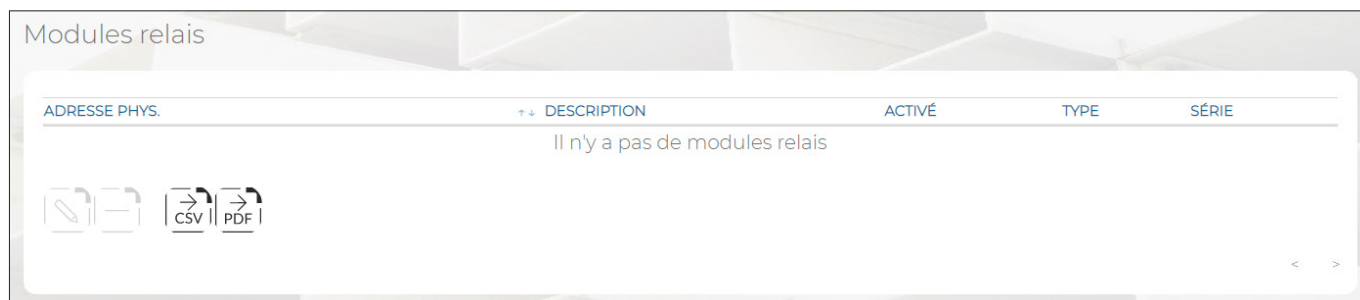 Modules relais
ADRESSE PHYS. ↑↓ DESCRIPTION ACTIVÉ TYPE SÉRIE
Il n'y a pas de modules relais
CSV PDF
< >